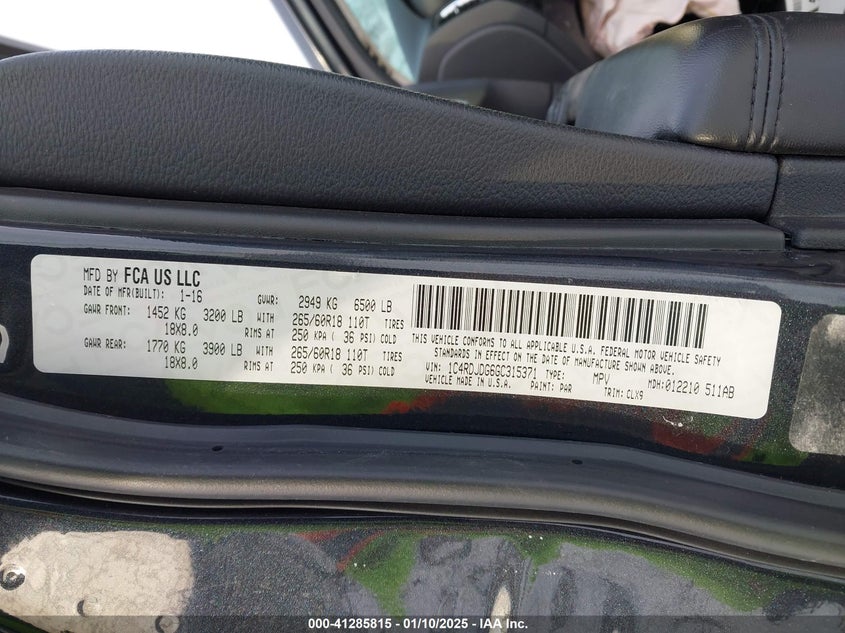 MFD BY FCA US LLC
DATE OF MFR(BUILT): 1-16 GVWR: 2949 KG 6500 LB
GAWR FRONT: 1452 KG 3200 LB WITH 265/60R18 110T TIRES
18X8.0 RIMS AT 250 KPA ( 36 PSI) COLD
GAWR REAR: 1770 KG 3900 LB WITH 265/60R18 110T TIRES
18X8.0 RIMS AT 250 KPA ( 36 PSI) COLD
THIS VEHICLE CONFORMS TO ALL APPLICABLE U.S.A. FEDERAL MOTOR VEHICLE SAFETY
STANDARDS IN EFFECT ON THE DATE OF MANUFACTURE SHOWN ABOVE.
VIN: 1C4RDJDG6GC315371 TYPE: MPV MDH:012210 511AB
VEHICLE MADE IN U.S.A. PAINT: PAR TRIM: CLX9
000-41285815 - 01/10/2025 - IAA Inc.